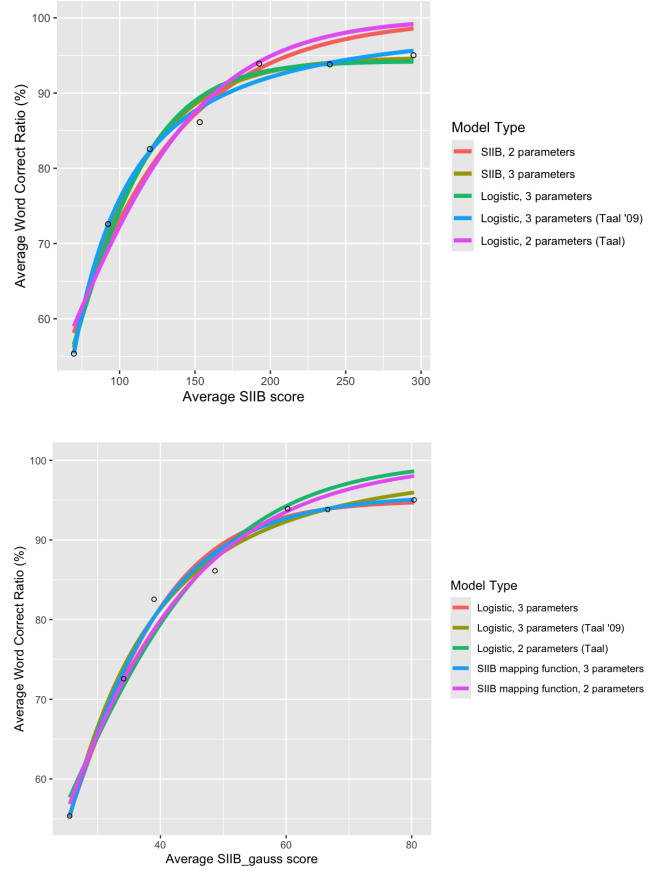 100
90
80
70
60
Average Word Correct Ratio (%)
100
150
200
250
300
Average SIIB score
Model Type
SIIB, 2 parameters
SIIB, 3 parameters
Logistic, 3 parameters
Logistic, 3 parameters (Taal '09)
Logistic, 2 parameters (Taal)
100
90
80
70
60
Average Word Correct Ratio (%)
40
60
80
Average SIIB_gauss score
Model Type
Logistic, 3 parameters
Logistic, 3 parameters (Taal '09)
Logistic, 2 parameters (Taal)
SIIB mapping function, 3 parameters
SIIB mapping function, 2 parameters